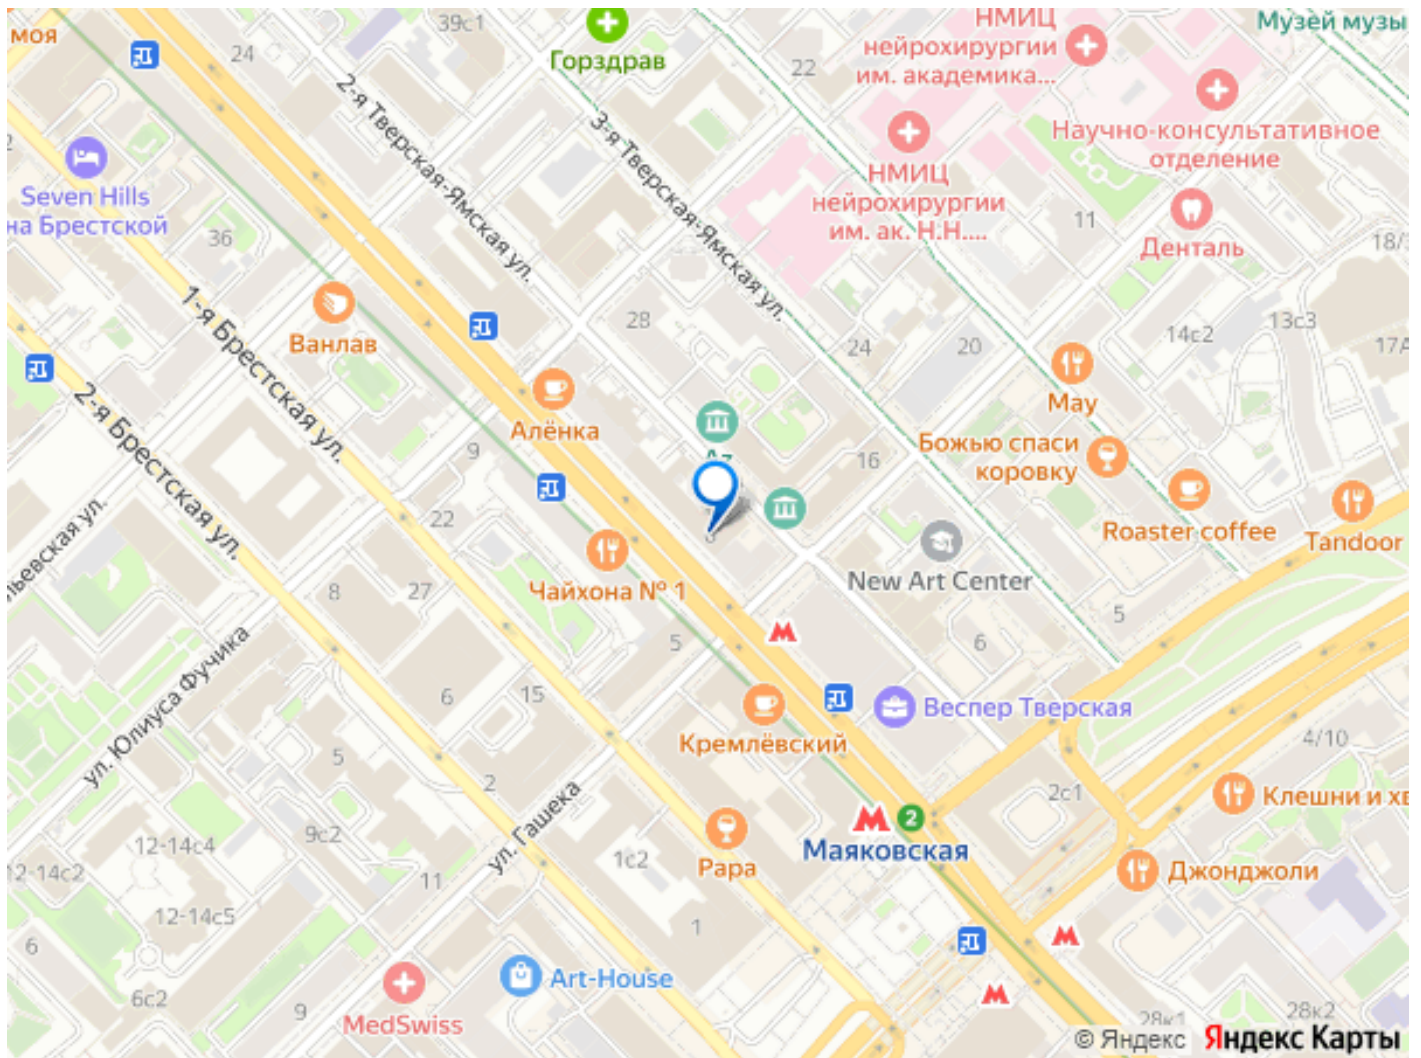 моя
39с1
24
Горздрав
22
НМИЦ
нейрохирургии
им. академика...
Музей музы
Научно-консультативное
отделение
НМИЦ
нейрохирургии
им. ак. Н.Н....
11
Денталь
18/
2-я Тверская-Ямская ул.
3-я Тверская-Ямская ул.
Seven Hills
на Брестской
36
1-я Брестская ул.
Ванлав
28
24
20
14с2
13с3
17А
2-я Брестская ул.
Алёнка
9
Az
16
May
Божью спаси
коровку
Roaster coffee
Tandoor
22
8
27
Чайхона № 1
New Art Center
5
5
6
ул. Юлиуса Фучика
6
15
Веспер Тверская
Кремлёвский
4/10
5
2
2с1
Клешни и хв
ул. Гашека
2
Маяковская
9с2
12-14с4
12-14с2
11
1с2
Papa
Джонджоли
12-14с5
6
1
6с2
9
Art-House
MedSwiss
28к1
28к2
© Яндекс Яндекс Карты